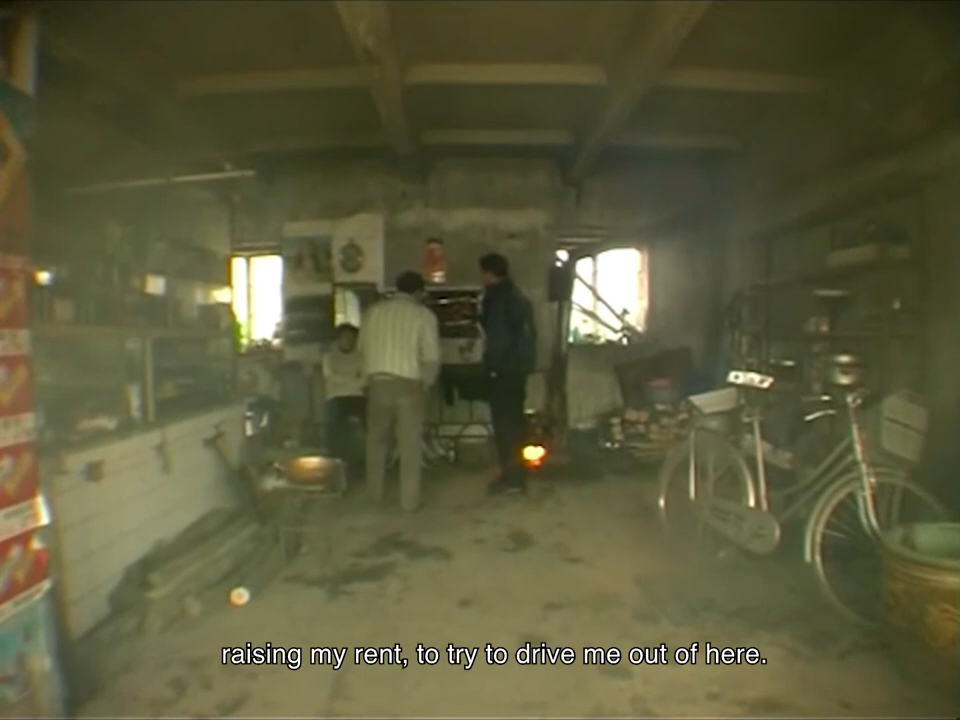 raising my rent, to try to drive me out of here.